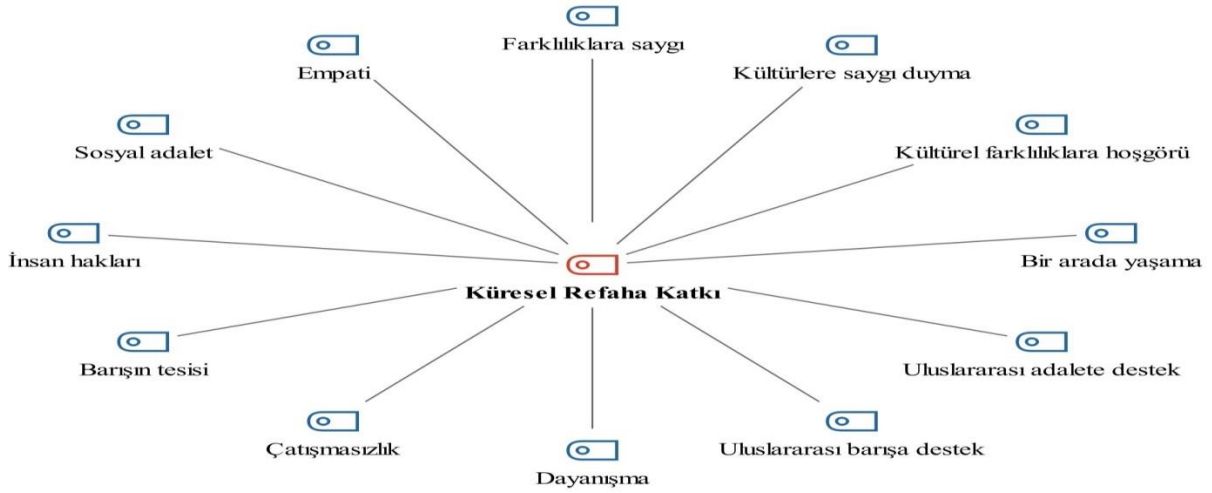 Farklılıklara saygı
Empati
Kültürlere saygı duyma
Sosyal adalet
Kültürel farklılıklara hoşgörü
İnsan hakları
Bir arada yaşama
Küresel Refaha Katkı
Barışın tesisi
Uluslararası adalete destek
Çatışmasızlık
Uluslararası barışa destek
Dayanışma